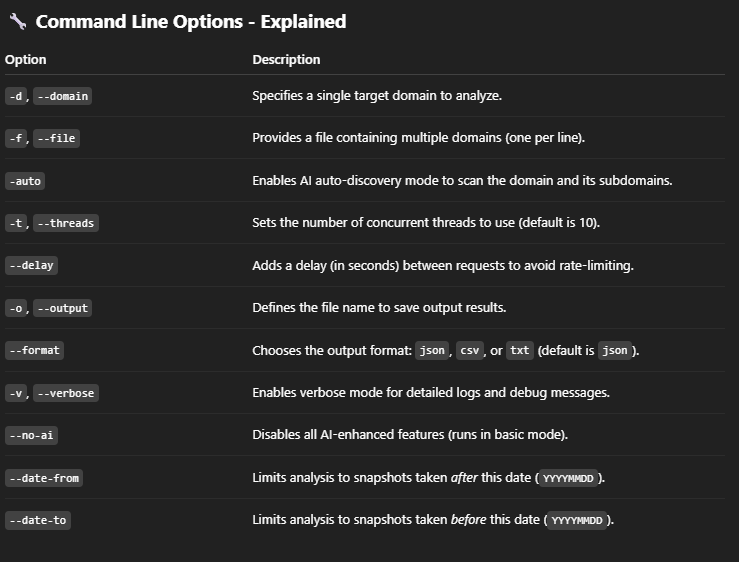 Command Line Options - Explained
Option Description
-d, --domain Specifies a single target domain to analyze.
-f, --file Provides a file containing multiple domains (one per line).
-auto Enables AI auto-discovery mode to scan the domain and its subdomains.
-t, --threads Sets the number of concurrent threads to use (default is 10).
--delay Adds a delay (in seconds) between requests to avoid rate-limiting.
-o, --output Defines the file name to save output results.
--format Chooses the output format: json, csv, or txt (default is json).
-v, --verbose Enables verbose mode for detailed logs and debug messages.
--no-ai Disables all AI-enhanced features (runs in basic mode).
--date-from Limits analysis to snapshots taken after this date (YYYYMMDD).
--date-to Limits analysis to snapshots taken before this date (YYYYMMDD).